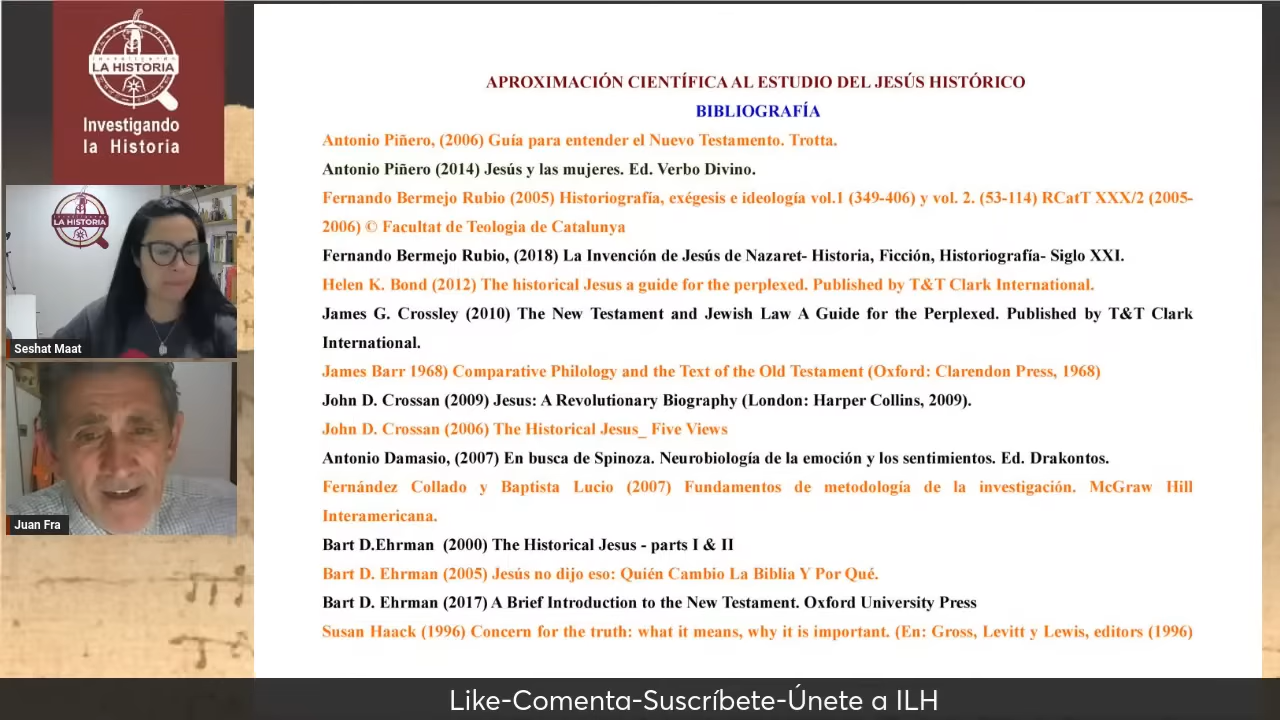 LA HISTORIA
Investigando
la Historia
LA HISTORIA
Seshat Maat
Juan Fra
APROXIMACIÓN CIENTÍFICA AL ESTUDIO DEL JESÚS HISTÓRICO
BIBLIOGRAFÍA
Antonio Piñero, (2006) Guía para entender el Nuevo Testamento. Trotta.
Antonio Piñero (2014) Jesús y las mujeres. Ed. Verbo Divino.
Fernando Bermejo Rubio (2005) Historiografía, exégesis e ideología vol.1 (349-406) y vol. 2. (53-114) RCatT XXX/2 (2005-
2006) © Facultat de Teologia de Catalunya
Fernando Bermejo Rubio, (2018) La Invención de Jesús de Nazaret- Historia, Ficción, Historiografía- Siglo XXI.
Helen K. Bond (2012) The historical Jesus a guide for the perplexed. Published by T&T Clark International.
James G. Crossley (2010) The New Testament and Jewish Law A Guide for the Perplexed. Published by T&T Clark
International.
James Barr 1968) Comparative Philology and the Text of the Old Testament (Oxford: Clarendon Press, 1968)
John D. Crossan (2009) Jesus: A Revolutionary Biography (London: Harper Collins, 2009).
John D. Crossan (2006) The Historical Jesus_ Five Views
Antonio Damasio, (2007) En busca de Spinoza. Neurobiología de la emoción y los sentimientos. Ed. Drakontos.
Fernández Collado y Baptista Lucio (2007) Fundamentos de metodología de la investigación. McGraw Hill
Interamericana.
Bart D.Ehrman (2000) The Historical Jesus - parts I & II
Bart D. Ehrman (2005) Jesús no dijo eso: Quién Cambio La Biblia Y Por Qué.
Bart D. Ehrman (2017) A Brief Introduction to the New Testament. Oxford University Press
Susan Haack (1996) Concern for the truth: what it means, why it is important. (En: Gross, Levitt y Lewis, editors (1996)
Like-Comenta-Suscríbete-Únete a ILH